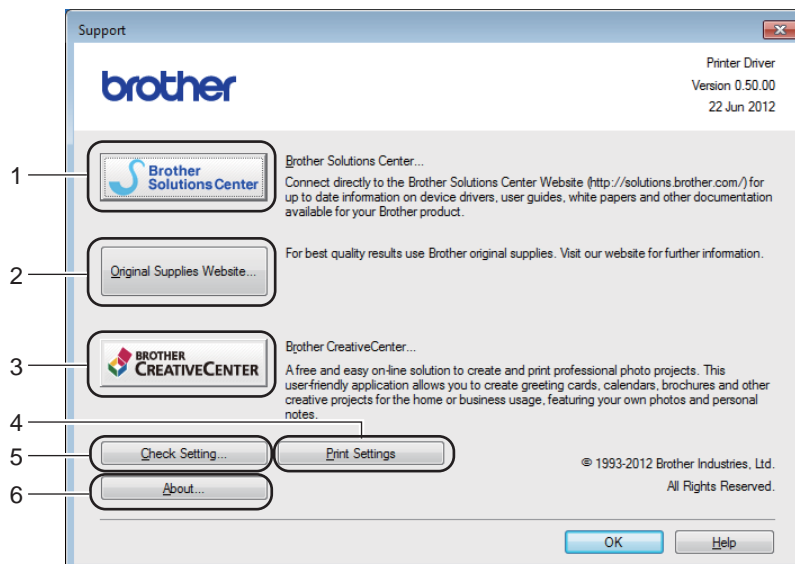 Support
brother
Printer Driver
Version 0.50.00
22 Jun 2012
1
Brother
Solutions Center
Brother Solutions Center...
Connect directly to the Brother Solutions Center Website (http://solutions.brother.com/) for
up to date information on device drivers, user guides, white papers and other documentation
available for your Brother product.
2
Original Supplies Website...
For best quality results use Brother original supplies. Visit our website for further information.
3
BROTHER
CREATIVECENTER
Brother CreativeCenter...
A free and easy on-line solution to create and print professional photo projects. This
user-friendly application allows you to create greeting cards, calendars, brochures and other
creative projects for the home or business usage, featuring your own photos and personal
notes.
4
5
Check Setting...
Print Settings
© 1993-2012 Brother Industries, Ltd.
6
About...
All Rights Reserved.
OK
Help